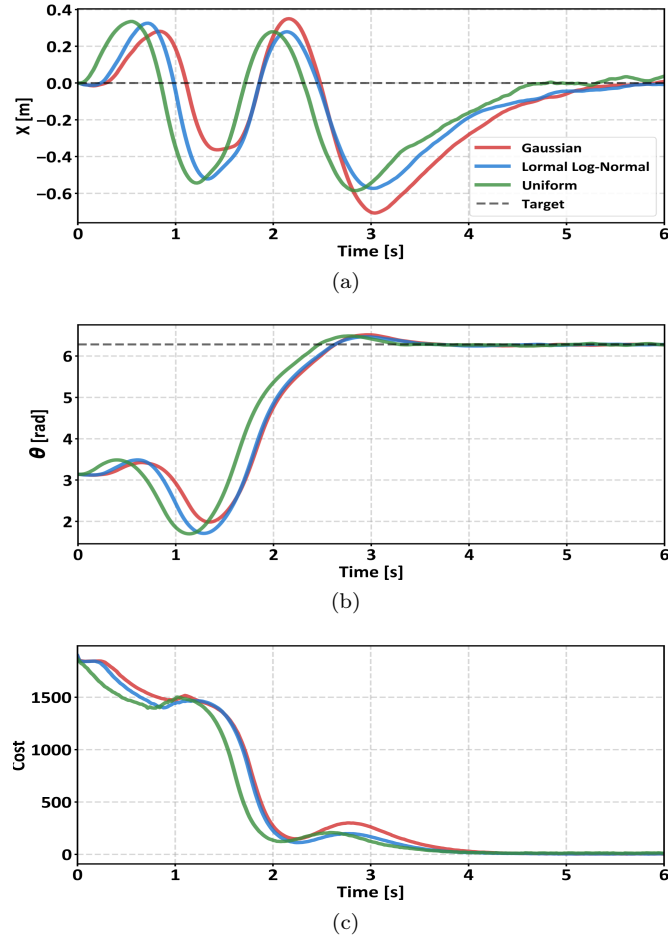 0.4
0.2
0.0
−0.2
−0.4
−0.6
X [m]
Gaussian
Lormal Log-Normal
Uniform
Target
0 1 2 3 4 5 6
Time [s]
(a)
6
5
4
3
2
θ [rad]
0 1 2 3 4 5 6
Time [s]
(b)
1500
1000
500
0
Cost
0 1 2 3 4 5 6
Time [s]
(c)